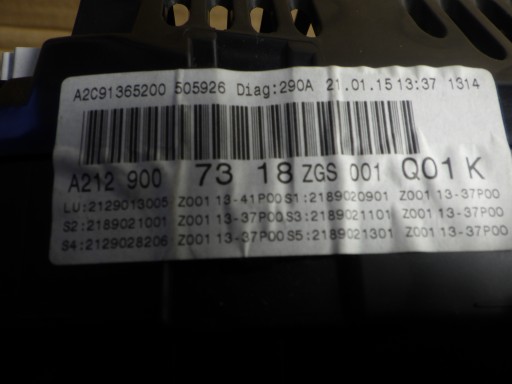 A2C91365200 505926 Diag:290A 21.01.15 13:37 1314
A212 900 73 18 ZGS 001 Q01 K
LU:2129013005 Z001 13-41P00 S1:2189020901 Z001 13-37P00
S2:2189021001 Z001 13-37P00 S3:2189021101 Z001 13-37P00
S4:2129028206 Z001 13-37P00 S5:2189021301 Z001 13-37P00